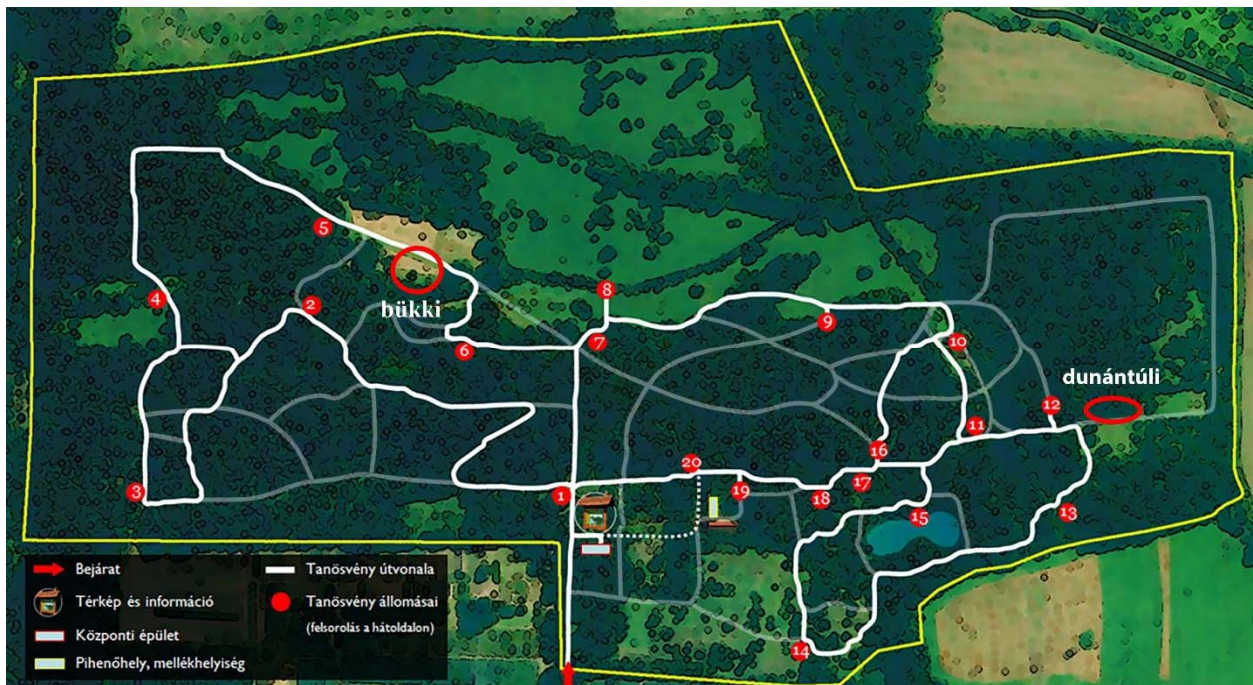 5
4
2
bükki
8
7
6
9
10
dunántúli
12
11
16
3
1
20
19
18
17
15
13
14
Bejárat
Térkép és információ
Központi épület
Pihenőhely, mellékhelyiség
Tanösvény útvonala
Tanösvény állomásai
(felsorolás a hátoldalon)